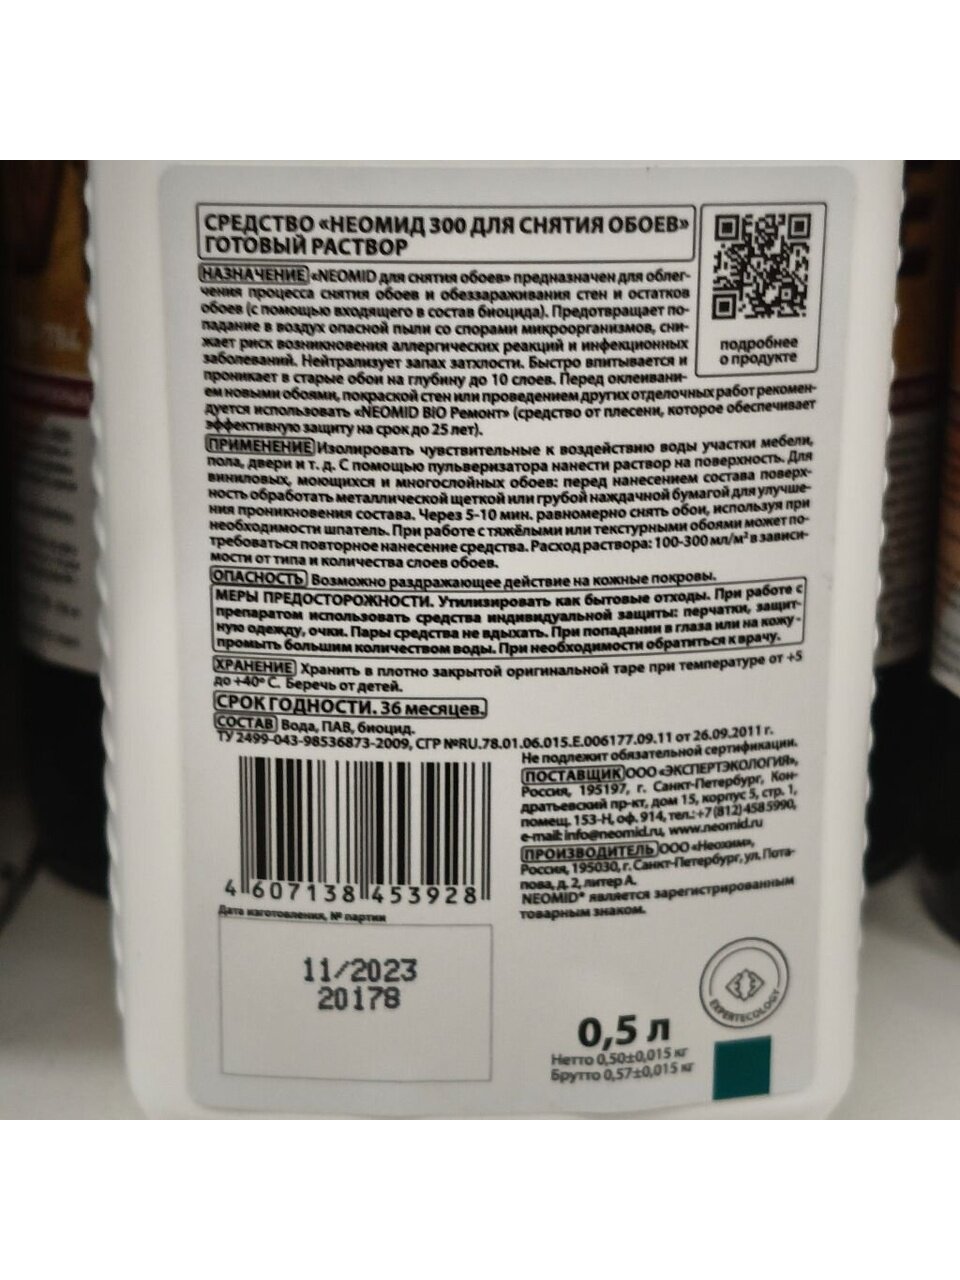 СРЕДСТВО «НЕОМИД 300 ДЛЯ СНЯТИЯ ОБОЕВ»
ГОТОВЫЙ РАСТВОР
подробнее
о продукте
НАЗНАЧЕНИЕ «NEOMID для снятия обоев» предназначен для облег-
чения процесса снятия обоев и обеззараживания стен и остатков
обоев (с помощью входящего в состав биоцида). Предотвращает по-
падание в воздух опасной пыли со спорами микроорганизмов, сни-
жает риск возникновения аллергических реакций и инфекционных
заболеваний. Нейтрализует запах затхлости. Быстро впитывается и
проникает в старые обои на глубину до 10 слоев. Перед оклеивани-
ем новыми обоями, покраской стен или проведением других отделочных работ рекомен-
дуется использовать «NEOMID BIO Ремонт» (средство от плесени, которое обеспечивает
эффективную защиту на срок до 25 лет).
ПРИМЕНЕНИЕ Изолировать чувствительные к воздействию воды участки мебели,
пола, двери и т. д. С помощью пульверизатора нанести раствор на поверхность. Для
виниловых, моющихся и многослойных обоев: перед нанесением состава поверх-
ность обработать металлической щеткой или грубой наждачной бумагой для улучше-
ния проникновения состава. Через 5-10 мин. равномерно снять обои, используя при
необходимости шпатель. При работе с тяжёлыми или текстурными обоями может по-
требоваться повторное нанесение средства. Расход раствора: 100-300 мл/м² в зависи-
мости от типа и количества слоев обоев.
ОПАСНОСТЬ Возможно раздражающее действие на кожные покровы.
МЕРЫ ПРЕДОСТОРОЖНОСТИ. Утилизировать как бытовые отходы. При работе с
препаратом использовать средства индивидуальной защиты: перчатки, защит-
ную одежду, очки. Пары средства не вдыхать. При попадании в глаза или на кожу -
промыть большим количеством воды. При необходимости обратиться к врачу.
ХРАНЕНИЕ Хранить в плотно закрытой оригинальной таре при температуре от +5
до +40° С. Беречь от детей.
СРОК ГОДНОСТИ. 36 месяцев.
СОСТАВ Вода, ПАВ, биоцид.
ТУ 2499-043-98536873-2009, СГР №RU.78.01.06.015.Е.006177.09.11 от 26.09.2011 г.
Не подлежит обязательной сертификации.
ПОСТАВЩИК ООО «ЭКСПЕРТЭКОЛОГИЯ»,
Россия, 195197, г. Санкт-Петербург, Кон-
дратьевский пр-кт, дом 15, корпус 5, стр. 1,
помещ. 153-Н, оф. 914, тел.: +7 (812) 4585990,
e-mail: info@neomid.ru, www.neomid.ru
ПРОИЗВОДИТЕЛЬ ООО «Неохим»,
Россия, 195030, г. Санкт-Петербург, ул. Пота-
пова, д. 2, литер А.
NEOMID® является зарегистрированным
товарным знаком.
4 607138 453928
Дата изготовления, № партии
11/2023
20178
EXPERTECOLOGY
0,5 л
Нетто 0,50±0,015 кг
Брутто 0,57±0,015 кг